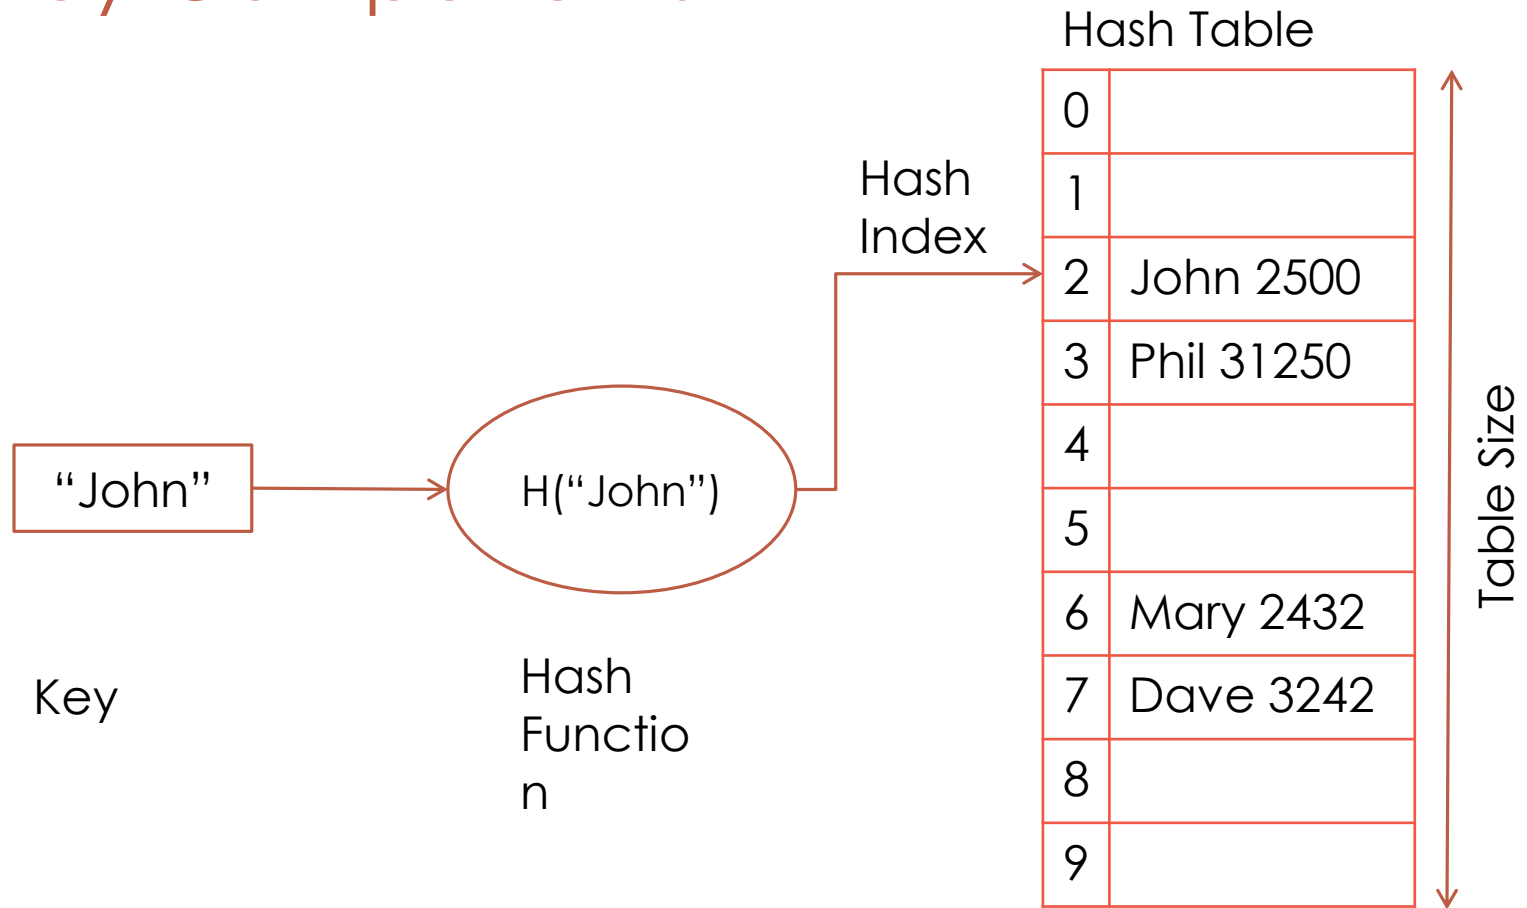 Hash Table
0
1
Hash
Index
2 John 2500
3 Phil 31250
4
5
6 Mary 2432
7 Dave 3242
8
9
Table Size
“John”
H(“John”)
Key
Hash
Functio
n